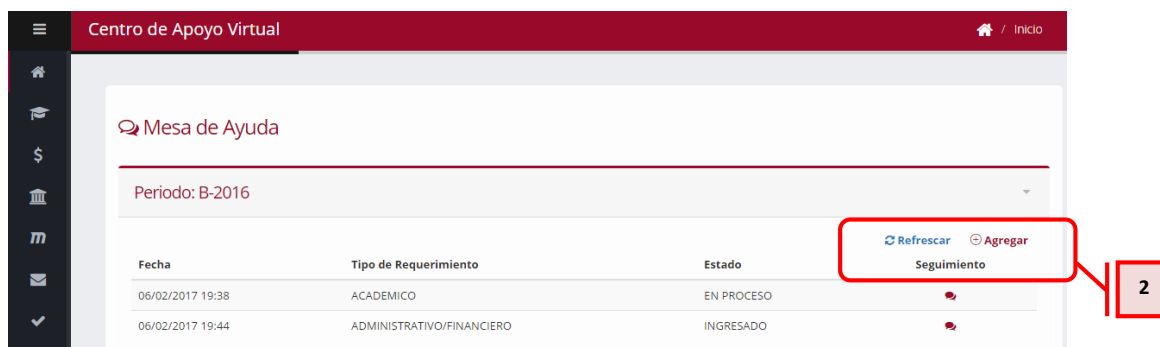 Centro de Apoyo Virtual / Inicio
Mesa de Ayuda
Periodo: B-2016
Refrescar Agregar
Fecha Tipo de Requerimiento Estado Seguimiento
06/02/2017 19:38 ACADEMICO EN PROCESO
06/02/2017 19:44 ADMINISTRATIVO/FINANCIERO INGRESADO
$
m
2